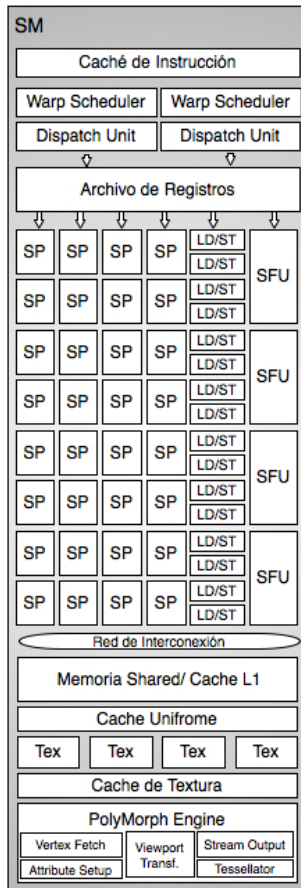 SM
Caché de Instrucción
Warp Scheduler Warp Scheduler
Dispatch Unit Dispatch Unit
Archivo de Registros
SP SP SP SP LD/ST LD/ST SFU
SP SP SP SP LD/ST LD/ST
SP SP SP SP LD/ST LD/ST SFU
SP SP SP SP LD/ST LD/ST
SP SP SP SP LD/ST LD/ST SFU
SP SP SP SP LD/ST LD/ST
SP SP SP SP LD/ST LD/ST SFU
SP SP SP SP LD/ST LD/ST
Red de Interconexión
Memoria Shared/ Cache L1
Cache Unifrome
Tex Tex Tex Tex
Cache de Textura
PolyMorph Engine
Vertex Fetch Viewport Transf. Stream Output
Attribute Setup Tessellator